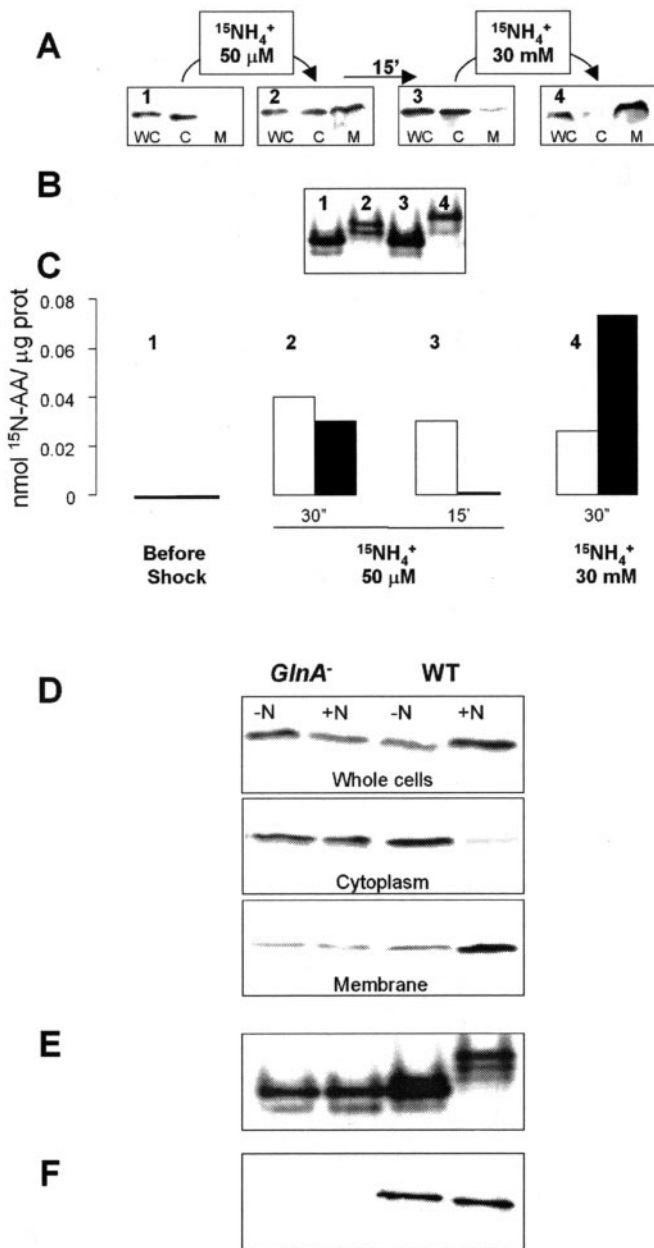 A
15NH4+
50 μM
15'
15NH4+
30 mM
1
WC C M
2
WC C M
3
WC C M
4
WC C M
B
1 2 3 4
C
nmol 15N-AA/ μg prot
0.08
0.06
0.04
0.02
0
1
2
3
4
30" 15' 30"
Before
Shock
15NH4+
50 μM
15NH4+
30 mM
D
GlnA- WT
-N +N -N +N
Whole cells
Cytoplasm
Membrane
E
F